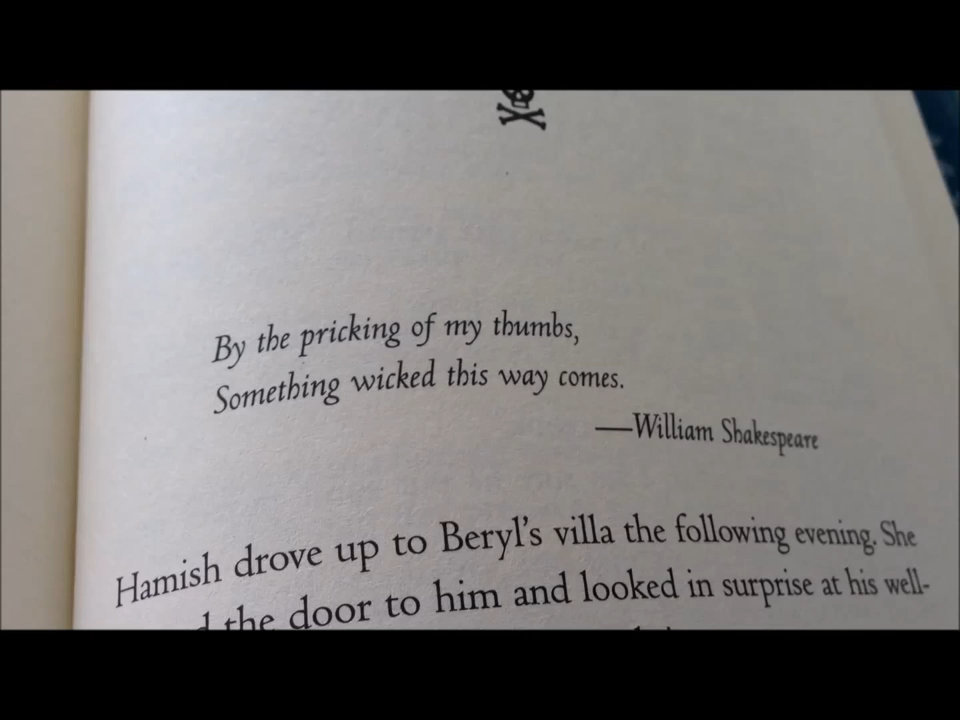 By the pricking of my thumbs,
Something wicked this way comes.
—William Shakespeare
Hamish drove up to Beryl's villa the following evening. She
the door to him and looked in surprise at his well-